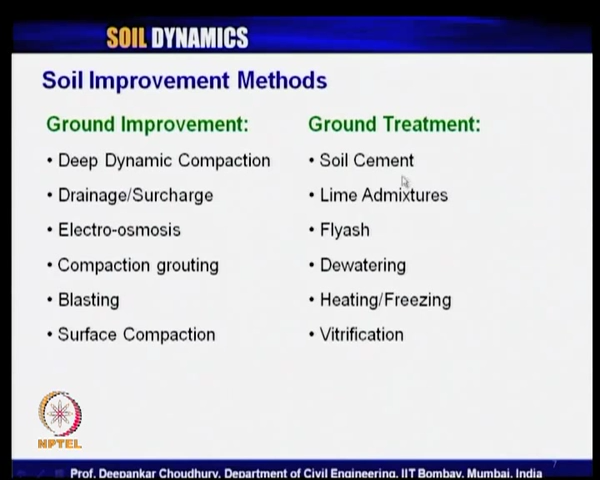 SOIL DYNAMICS
Soil Improvement Methods
Ground Improvement:
• Deep Dynamic Compaction
• Drainage/Surcharge
• Electro-osmosis
• Compaction grouting
• Blasting
• Surface Compaction
Ground Treatment:
• Soil Cement
• Lime Admixtures
• Flyash
• Dewatering
• Heating/Freezing
• Vitrification
NPTEL
7
Prof. Deepankar Choudhury, Department of Civil Engineering, IIT Bombay, Mumbai, India